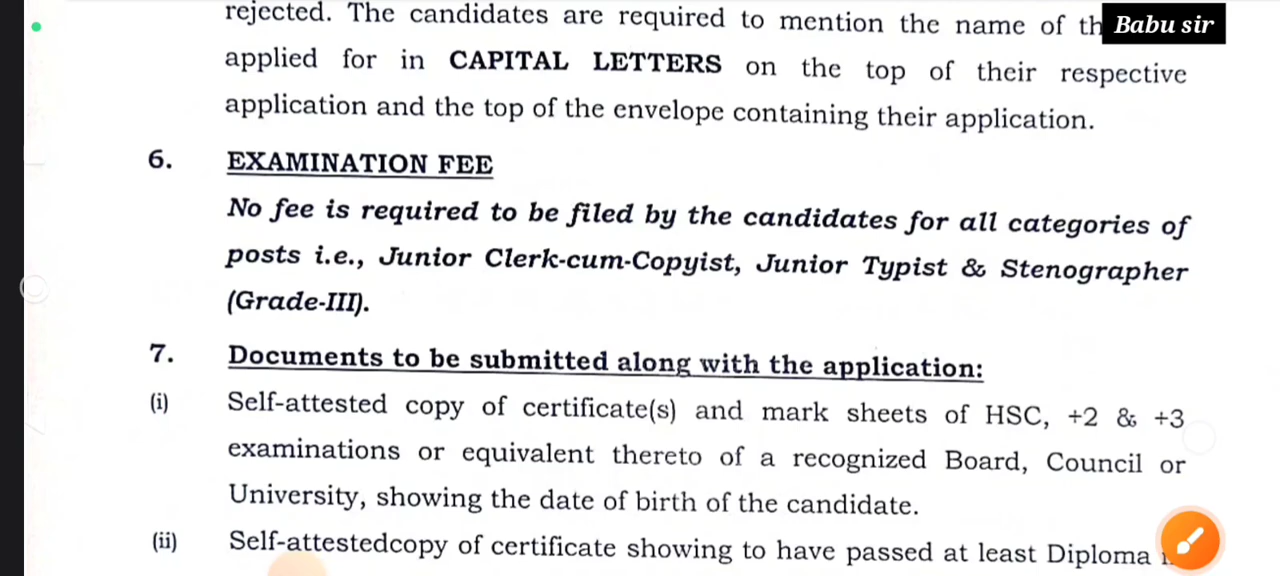 rejected. The candidates are required to mention the name of th
Babu sir
applied for in CAPITAL LETTERS on the top of their respective
application and the top of the envelope containing their application.
6. EXAMINATION FEE
No fee is required to be filed by the candidates for all categories of
posts i.e., Junior Clerk-cum-Copyist, Junior Typist & Stenographer
(Grade-III).
7. Documents to be submitted along with the application:
(i) Self-attested copy of certificate(s) and mark sheets of HSC, +2 & +3
examinations or equivalent thereto of a recognized Board, Council or
University, showing the date of birth of the candidate.
(ii) Self-attestedcopy of certificate showing to have passed at least Diploma